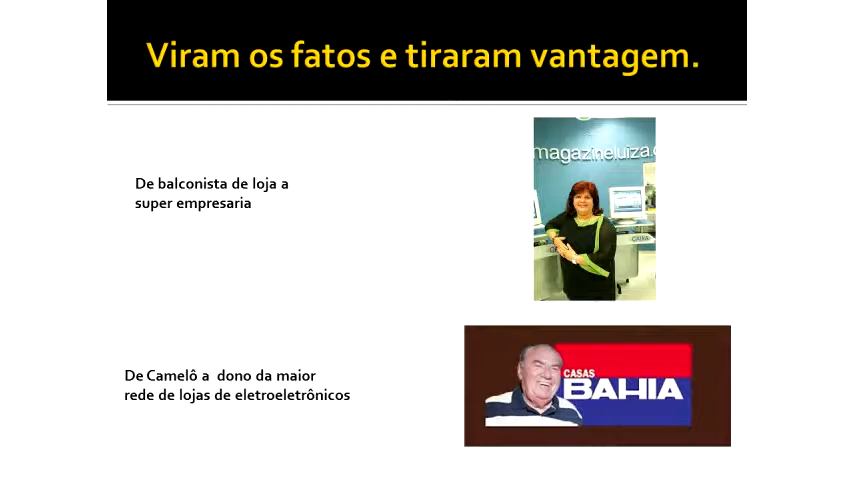 Viram os fatos e tiraram vantagem.
magazineluiza.c
De balconista de loja a
super empresaria
CAIXA
De Camelô a dono da maior
rede de lojas de eletroeletrônicos
CASAS
BAHIA